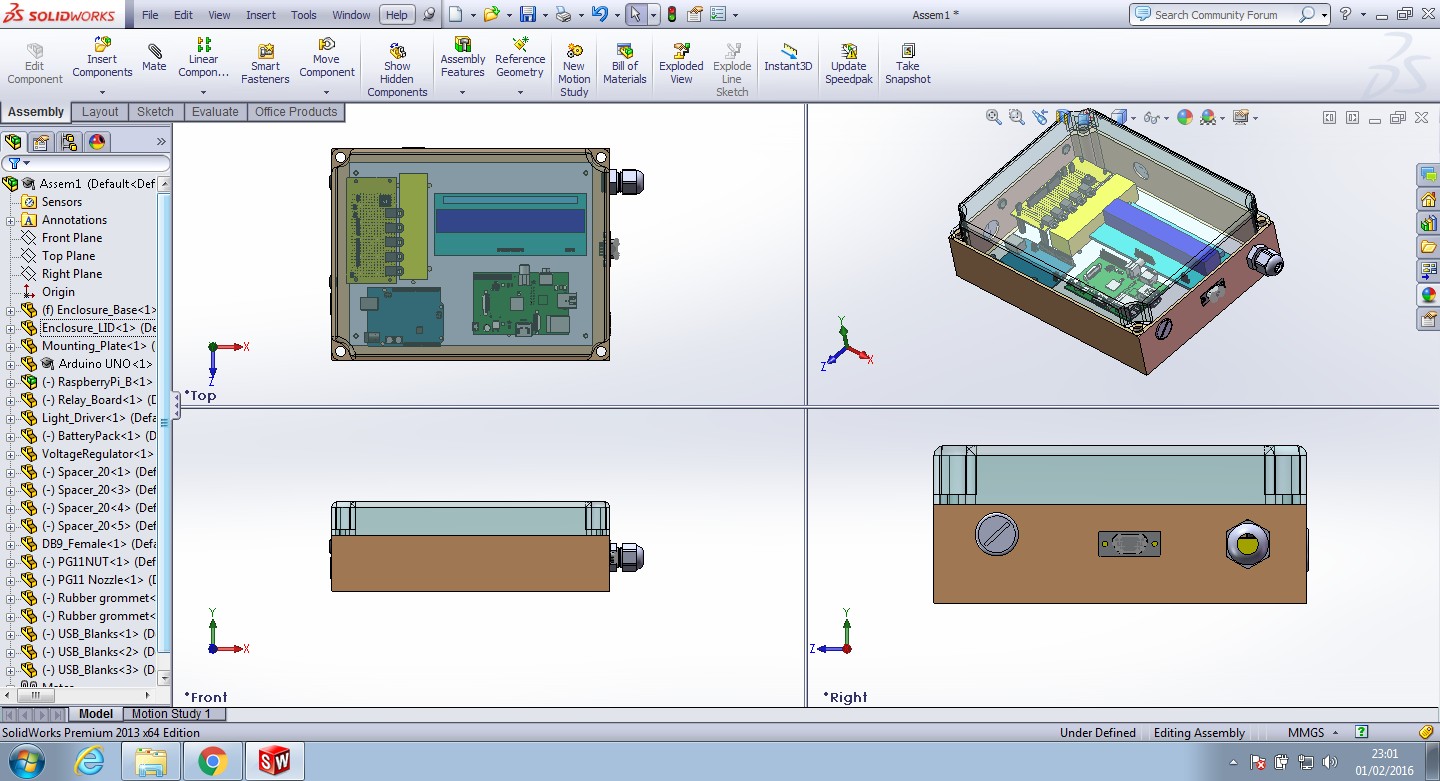 SOLIDWORKS File Edit View Insert Tools Window Help Assem1 * Search Community Forum
Edit Component
Insert Components
Mate
Linear Compon...
Smart Fasteners
Move Component
Show Hidden Components
Assembly Features
Reference Geometry
New Motion Study
Bill of Materials
Exploded View
Explode Line Sketch
Instant3D
Update Speedpak
Take Snapshot
Assembly Layout Sketch Evaluate Office Products
Assem1 (Default<Def
Sensors
A Annotations
Front Plane
Top Plane
Right Plane
Origin
(f) Enclosure_Base<1>
Enclosure_LID<1> (De
Mounting_Plate<1> (
Arduino UNO<1>
(-) RaspberryPi_B<1>
(-) Relay_Board<1> (D
Light_Driver<1> (Defa
(-) BatteryPack<1> (D
VoltageRegulator<1>
(-) Spacer_20<1> (Def
(-) Spacer_20<3> (Def
(-) Spacer_20<4> (Def
(-) Spacer_20<5> (Def
DB9_Female<1> (Defa
(-) PG11NUT<1> (Def
(-) PG11 Nozzle<1> (D
(-) Rubber grommet<
(-) Rubber grommet<
(-) USB_Blanks<1> (D
(-) USB_Blanks<2> (D
(-) USB_Blanks<3> (D
X
Z
*Top
Y
X
Z
Y
X
*Front
Y
Z
*Right
Model Motion Study 1
SolidWorks Premium 2013 x64 Edition Under Defined Editing Assembly MMGS
SW
23:01
01/02/2016